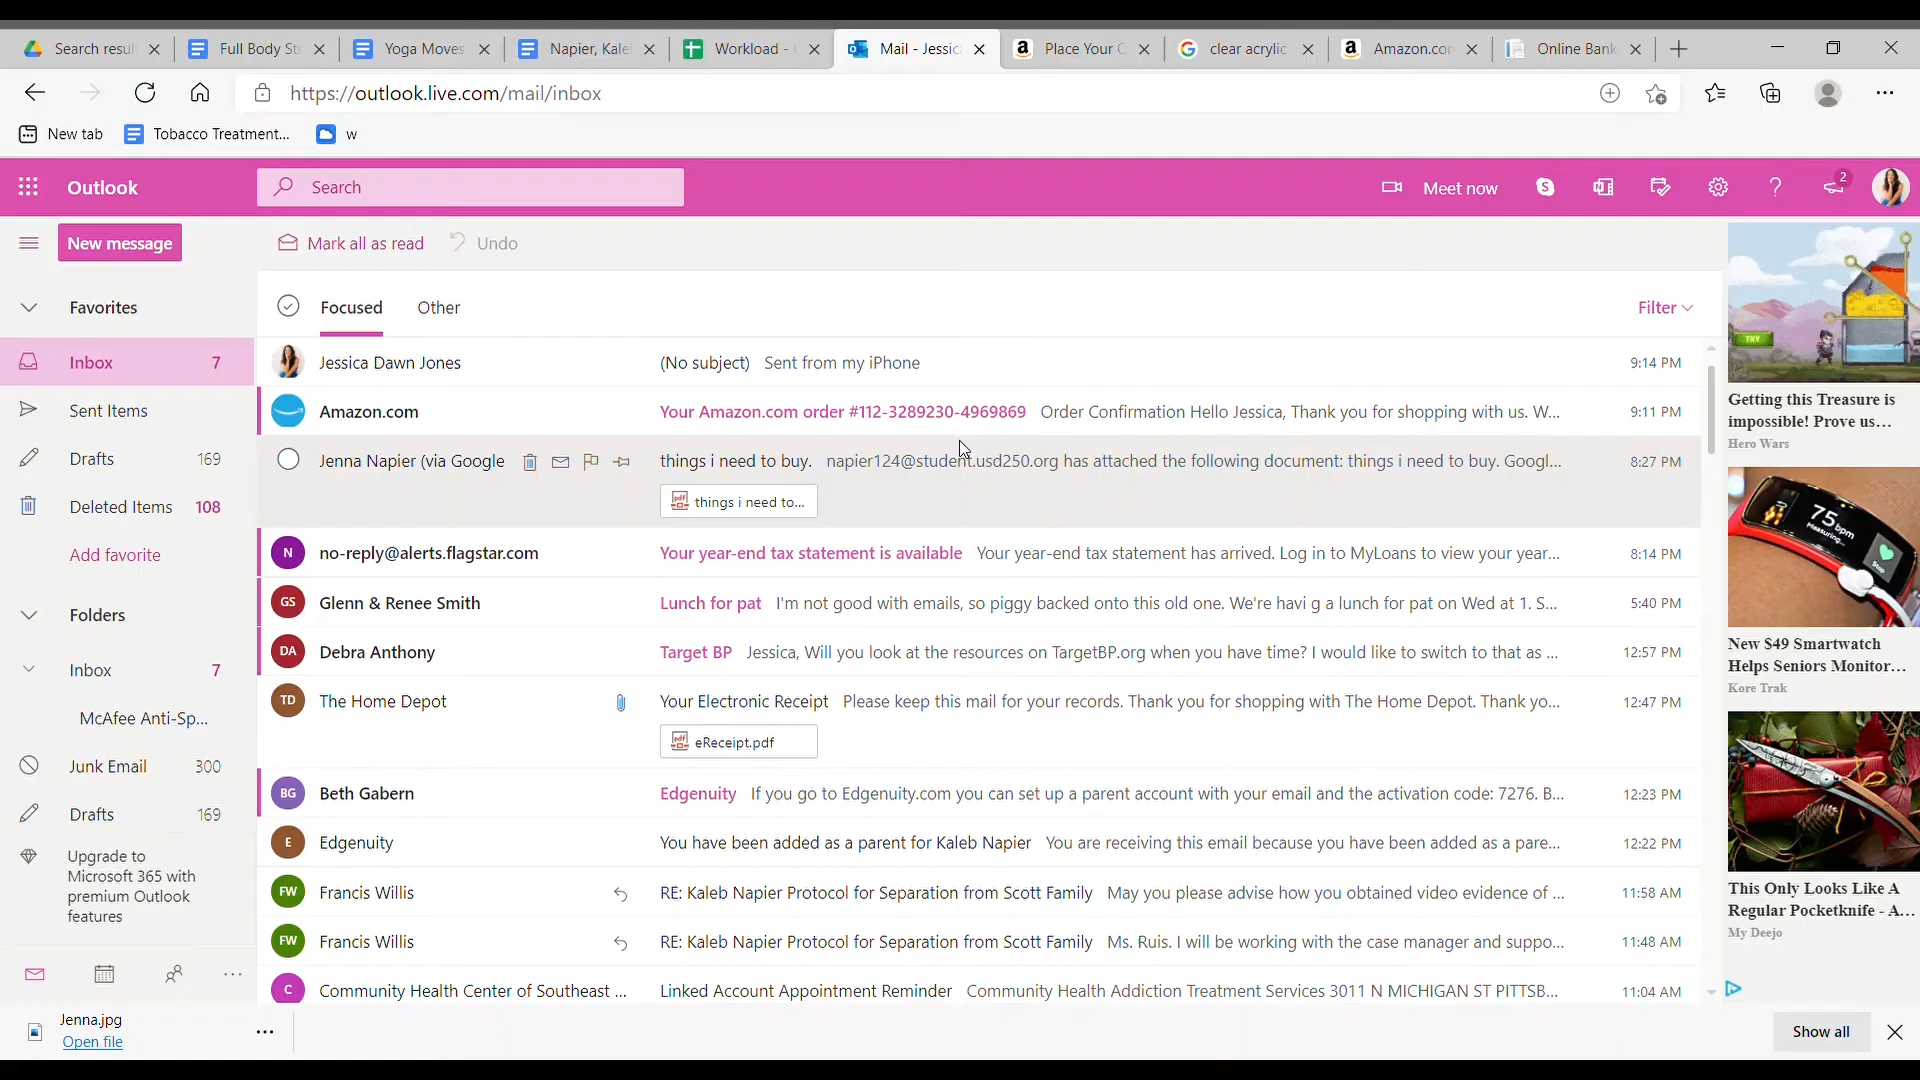 Search resu
Full Body St
Yoga Moves
Napier, Kale
Workload -
Mail - Jessic
Place Your
clear acrylic
Amazon.com
Online Bank
https://outlook.live.com/mail/inbox
New tab
Tobacco Treatment...
w
Outlook
Search
Meet now
2
New message
Mark all as read
Undo
Favorites
Focused
Other
Filter
Inbox 7
Sent Items
Drafts 169
Deleted Items 108
Add favorite
Folders
Inbox 7
McAfee Anti-Sp...
Junk Email 300
Drafts 169
Upgrade to
Microsoft 365 with
premium Outlook
features
Jessica Dawn Jones (No subject) Sent from my iPhone 9:14 PM
Amazon.com Your Amazon.com order #112-3289230-4969869 Order Confirmation Hello Jessica, Thank you for shopping with us. W... 9:11 PM
Jenna Napier (via Google things i need to buy. napier124@student.usd250.org has attached the following document: things i need to buy. Googl... 8:27 PM
things i need to...
N no-reply@alerts.flagstar.com Your year-end tax statement is available Your year-end tax statement has arrived. Log in to MyLoans to view your year... 8:14 PM
GS Glenn & Renee Smith Lunch for pat I'm not good with emails, so piggy backed onto this old one. We're havi g a lunch for pat on Wed at 1. S... 5:40 PM
DA Debra Anthony Target BP Jessica, Will you look at the resources on TargetBP.org when you have time? I would like to switch to that as ... 12:57 PM
TD The Home Depot Your Electronic Receipt Please keep this mail for your records. Thank you for shopping with The Home Depot. Thank yo... 12:47 PM
eReceipt.pdf
BG Beth Gabern Edgenuity If you go to Edgenuity.com you can set up a parent account with your email and the activation code: 7276. B... 12:23 PM
E Edgenuity You have been added as a parent for Kaleb Napier You are receiving this email because you have been added as a pare... 12:22 PM
FW Francis Willis RE: Kaleb Napier Protocol for Separation from Scott Family May you please advise how you obtained video evidence of ... 11:58 AM
FW Francis Willis RE: Kaleb Napier Protocol for Separation from Scott Family Ms. Ruis. I will be working with the case manager and suppo... 11:48 AM
C Community Health Center of Southeast ... Linked Account Appointment Reminder Community Health Addiction Treatment Services 3011 N MICHIGAN ST PITTSB... 11:04 AM
TRY
Getting this Treasure is
impossible! Prove us...
Hero Wars
75
bpm
Measuring...
Stop
New $49 Smartwatch
Helps Seniors Monitor...
Kore Trak
This Only Looks Like A
Regular Pocketknife - A...
My Deejo
Jenna.jpg
Open file
Show all